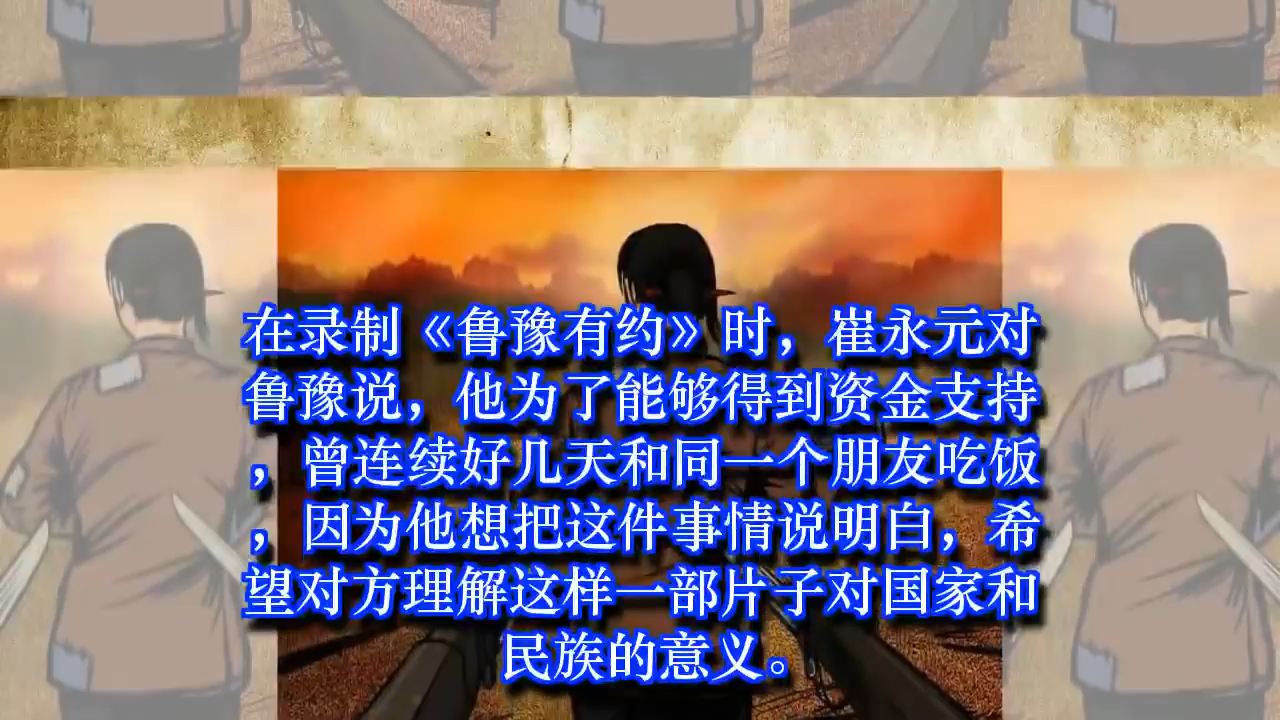 在录制《鲁豫有约》时，崔永元对
鲁豫说，他为了能够得到资金支持
，曾连续好几天和同一个朋友吃饭
，因为他想把这件事情说明白，希
望对方理解这样一部片子对国家和
民族的意义。